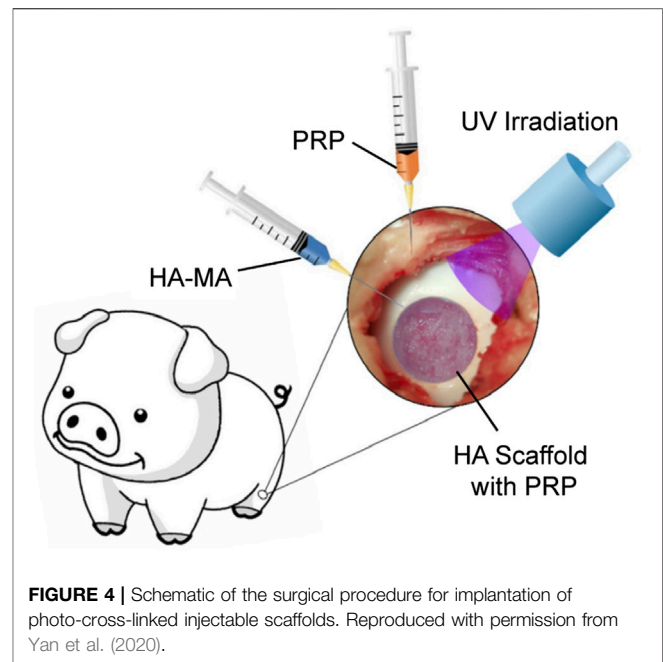 PRP
UV Irradiation
HA-MA
HA Scaffold
with PRP
FIGURE 4 | Schematic of the surgical procedure for implantation of
photo-cross-linked injectable scaffolds. Reproduced with permission from
Yan et al. (2020).